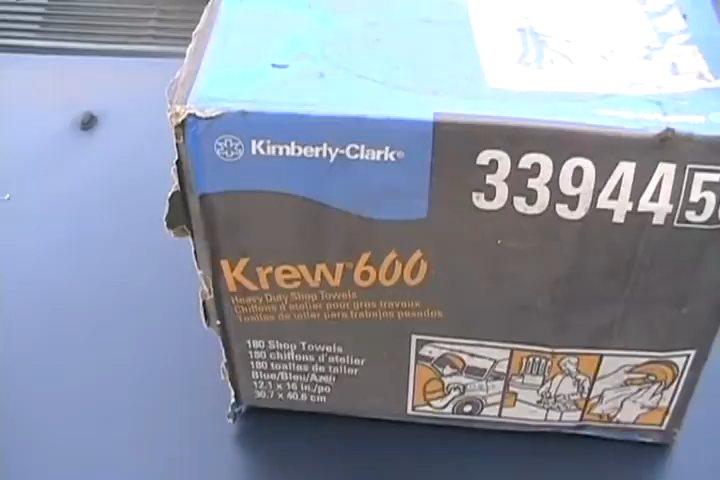 Kimberly-Clark®
33944
Krew® 600
Heavy Duty Shop Towels
Chiffons d'atelier pour gros travaux
Toallas de taller para trabajos pesados
180 Shop Towels
180 chiffons d'atelier
180 toallas de taller
Blue/Bleu/Azul
12.1 x 16 in./po
30.7 x 40.6 cm